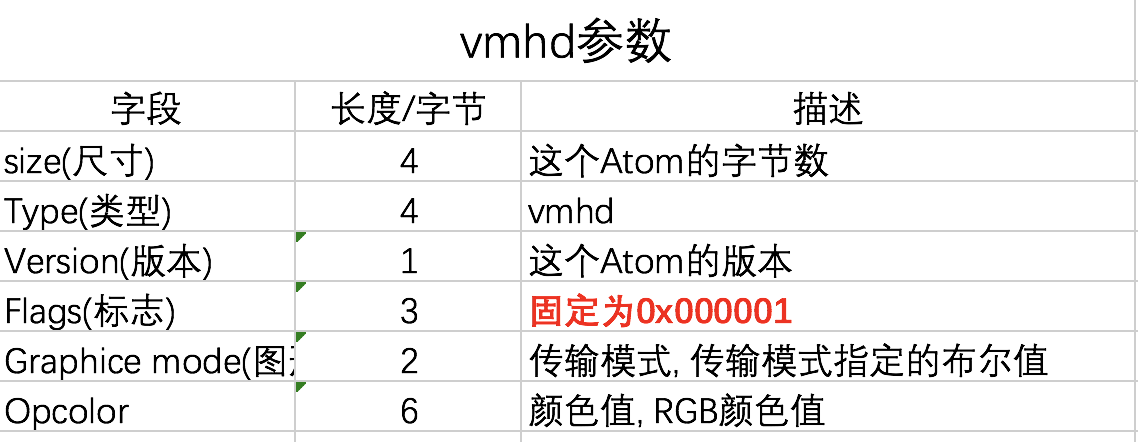 vmhd参数
字段 长度/字节 描述
size(尺寸) 4 这个Atom的字节数
Type(类型) 4 vmhd
Version(版本) 1 这个Atom的版本
Flags(标志) 3 固定为0x000001
Graphice mode(图 2 传输模式, 传输模式指定的布尔值
Opcolor 6 颜色值, RGB颜色值